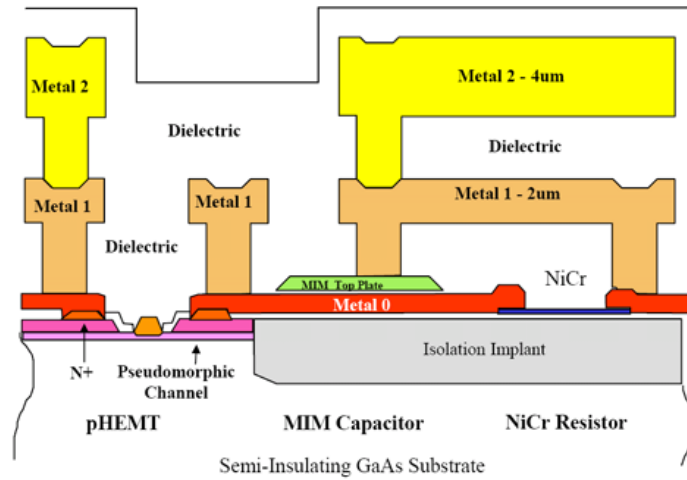 Metal 2
Metal 2 - 4um
Dielectric
Dielectric
Metal 1
Metal 1
Metal 1 - 2um
Dielectric
MIM Top Plate
NiCr
Metal 0
Isolation Implant
N+
Pseudomorphic
Channel
pHEMT
MIM Capacitor
NiCr Resistor
Semi-Insulating GaAs Substrate